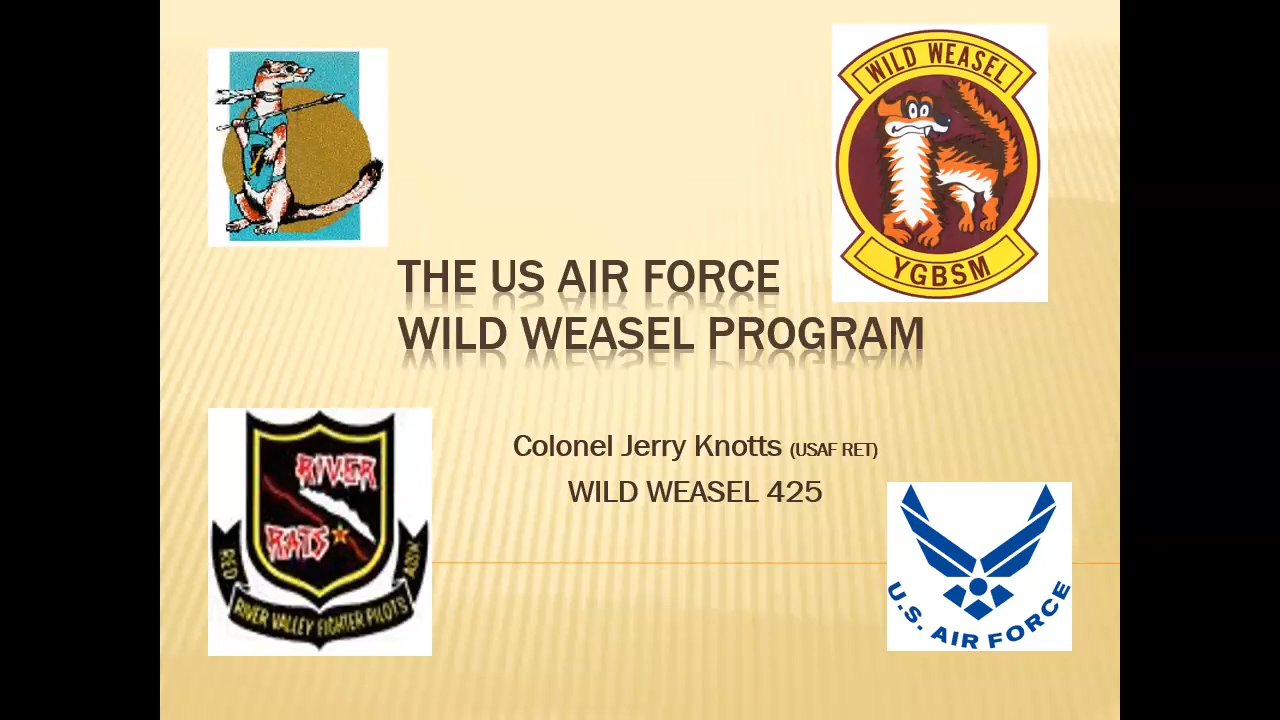 WILD WEASEL
YGBSM
THE US AIR FORCE
WILD WEASEL PROGRAM
Colonel Jerry Knotts (USAF RET)
WILD WEASEL 425
RIVER
RATS
RED
RIVER VALLEY FIGHTER PILOTS
ASSN
U.S. AIR FORCE